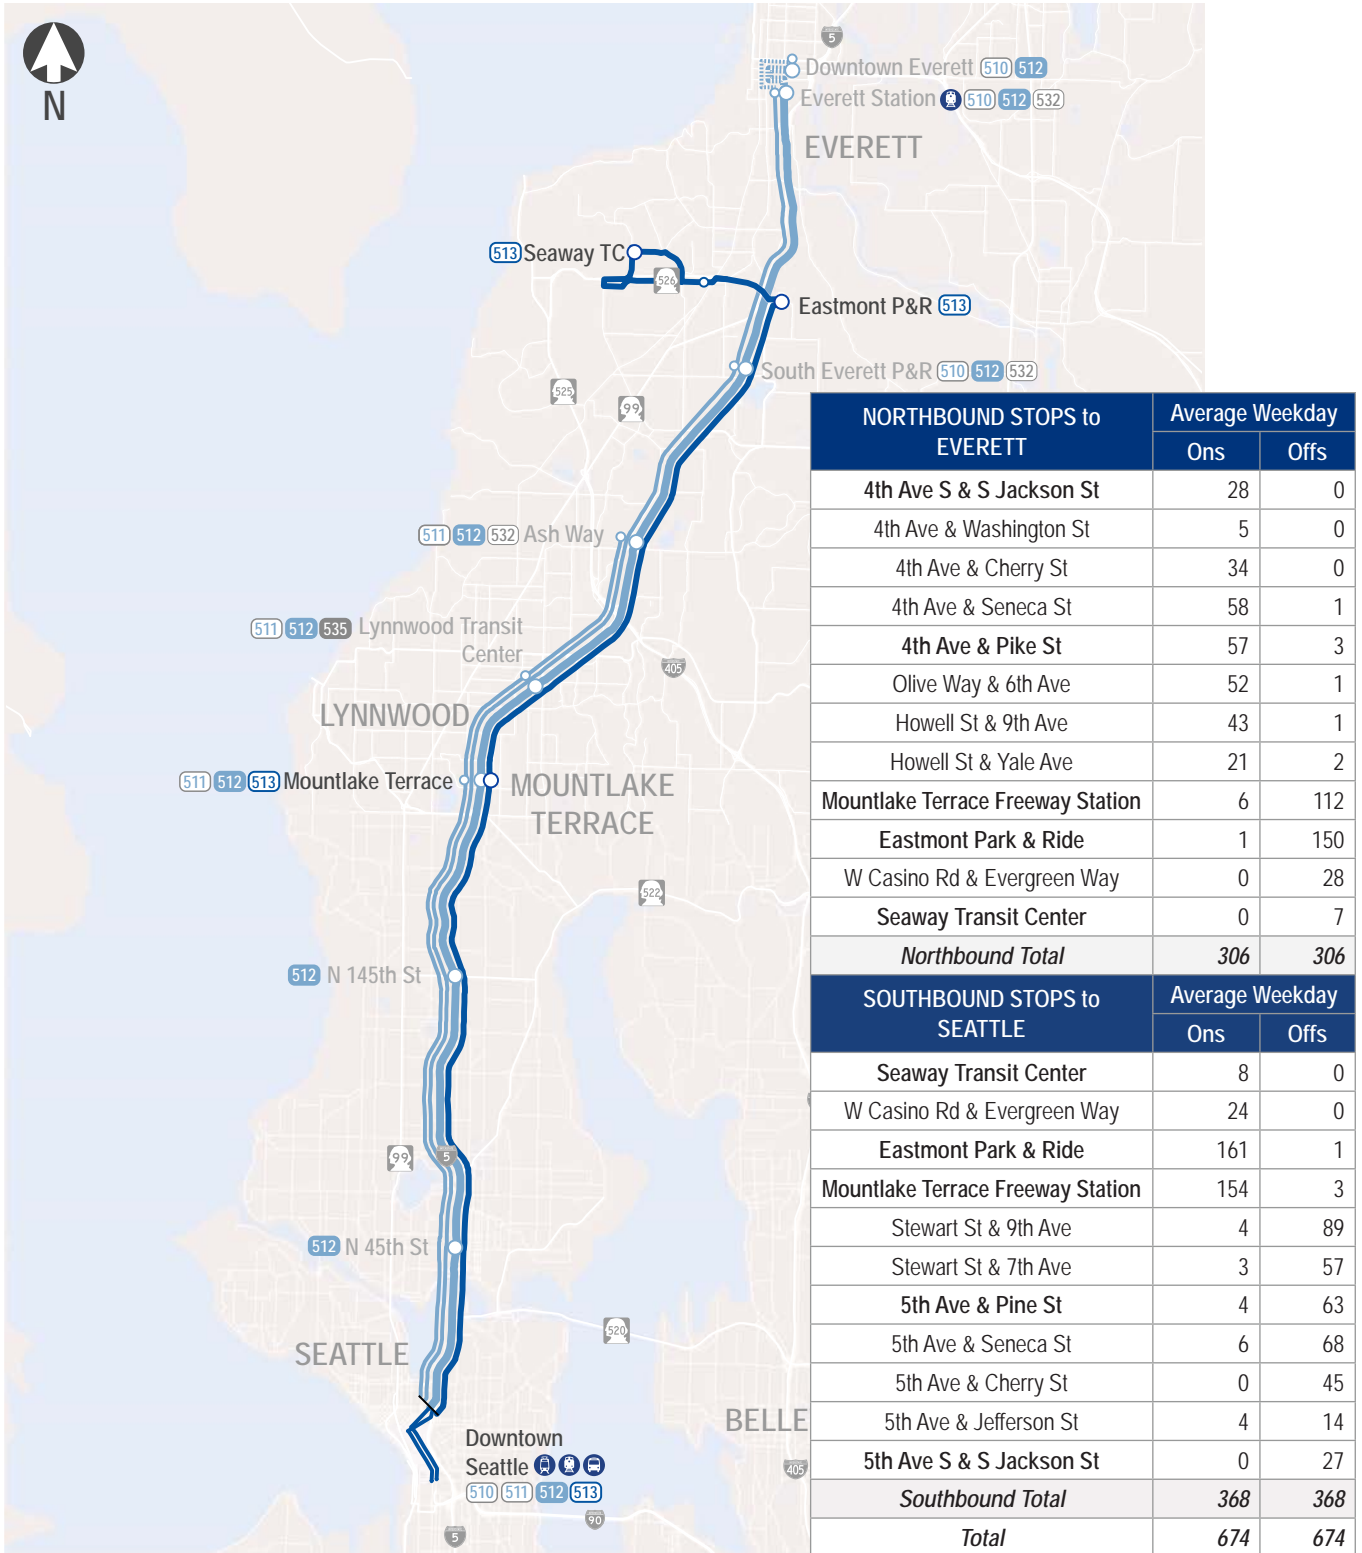 N
5
Downtown Everett 510 512
Everett Station 510 512 532
EVERETT
513 Seaway TC
526
Eastmont P&R 513
South Everett P&R 510 512 532
525
99
511 512 532 Ash Way
511 512 535 Lynnwood Transit
Center
405
LYNNWOOD
511 512 513 Mountlake Terrace
MOUNTLAKE
TERRACE
522
512 N 145th St
99
5
512 N 45th St
520
SEATTLE
BELLE
Downtown
Seattle
510 511 512 513
405
90
5
NORTHBOUND STOPS to
EVERETT
Average Weekday
Ons Offs
4th Ave S & S Jackson St 28 0
4th Ave & Washington St 5 0
4th Ave & Cherry St 34 0
4th Ave & Seneca St 58 1
4th Ave & Pike St 57 3
Olive Way & 6th Ave 52 1
Howell St & 9th Ave 43 1
Howell St & Yale Ave 21 2
Mountlake Terrace Freeway Station 6 112
Eastmont Park & Ride 1 150
W Casino Rd & Evergreen Way 0 28
Seaway Transit Center 0 7
Northbound Total 306 306
SOUTHBOUND STOPS to
SEATTLE
Average Weekday
Ons Offs
Seaway Transit Center 8 0
W Casino Rd & Evergreen Way 24 0
Eastmont Park & Ride 161 1
Mountlake Terrace Freeway Station 154 3
Stewart St & 9th Ave 4 89
Stewart St & 7th Ave 3 57
5th Ave & Pine St 4 63
5th Ave & Seneca St 6 68
5th Ave & Cherry St 0 45
5th Ave & Jefferson St 4 14
5th Ave S & S Jackson St 0 27
Southbound Total 368 368
Total 674 674